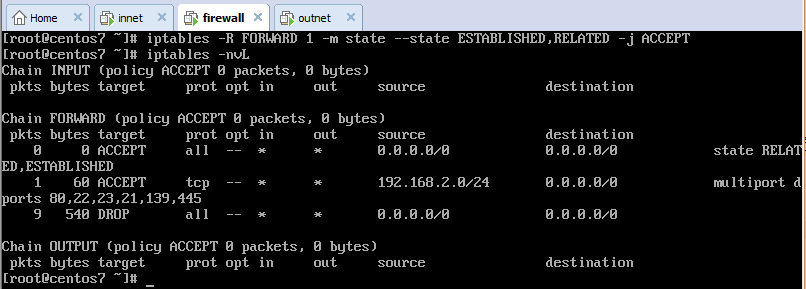 Home innet firewall outnet
[root@centos7 ~]# iptables -R FORWARD 1 -m state --state ESTABLISHED,RELATED -j ACCEPT
[root@centos7 ~]# iptables -nvL
Chain INPUT (policy ACCEPT 0 packets, 0 bytes)
pkts bytes target prot opt in out source destination
Chain FORWARD (policy ACCEPT 0 packets, 0 bytes)
pkts bytes target prot opt in out source destination
0 0 ACCEPT all -- * * 0.0.0.0/0 0.0.0.0/0 state RELAT
ED,ESTABLISHED
1 60 ACCEPT tcp -- * * 192.168.2.0/24 0.0.0.0/0 multiport d
ports 80,22,23,21,139,445
9 540 DROP all -- * * 0.0.0.0/0 0.0.0.0/0
Chain OUTPUT (policy ACCEPT 0 packets, 0 bytes)
pkts bytes target prot opt in out source destination
[root@centos7 ~]# _